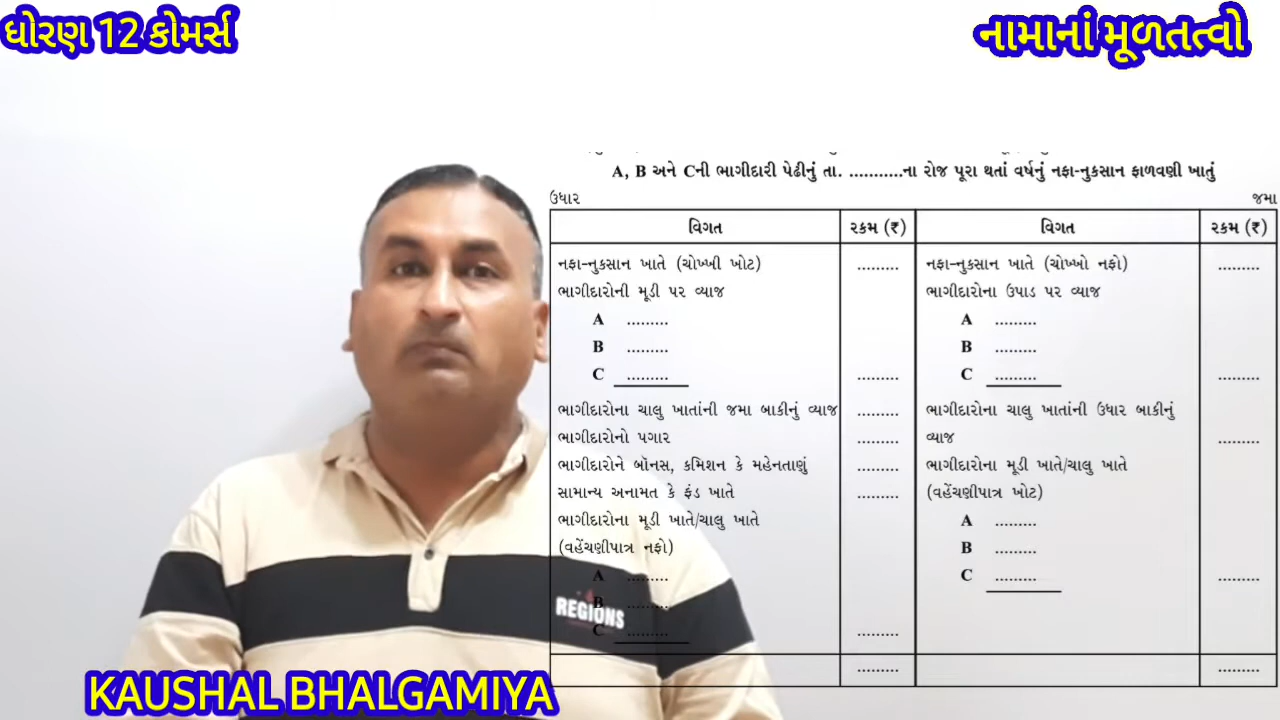 ધોરણ 12 કોમર્સ
નામાનાં મૂળતત્વો
A, B અને Cની ભાગીદારી પેઢીનું તા. ...........ના રોજ પૂરા થતાં વર્ષનું નફા-નુકસાન ફાળવણી ખાતું
ઉધાર જમા
વિગત રકમ (₹) વિગત રકમ (₹)
નફા-નુકસાન ખાતે (ચોખ્ખી ખોટ) ......... નફા-નુકસાન ખાતે (ચોખ્ખો નફો) .........
ભાગીદારોની મૂડી પર વ્યાજ ભાગીદારોના ઉપાડ પર વ્યાજ
A ......... A .........
B ......... B .........
C ......... ......... C ......... .........
ભાગીદારોના ચાલુ ખાતાંની જમા બાકીનું વ્યાજ ......... ભાગીદારોના ચાલુ ખાતાંની ઉધાર બાકીનું
ભાગીદારોનો પગાર ......... વ્યાજ .........
ભાગીદારોને બૉનસ, કમિશન કે મહેનતાણું ......... ભાગીદારોના મૂડી ખાતે/ચાલુ ખાતે
સામાન્ય અનામત કે ફંડ ખાતે ......... (વહેંચણીપાત્ર ખોટ)
ભાગીદારોના મૂડી ખાતે/ચાલુ ખાતે A .........
(વહેંચણીપાત્ર નફો) B .........
A ......... C ......... .........
B .........
C ......... .........
......... .........
REGIONS
KAUSHAL BHALGAMIYA